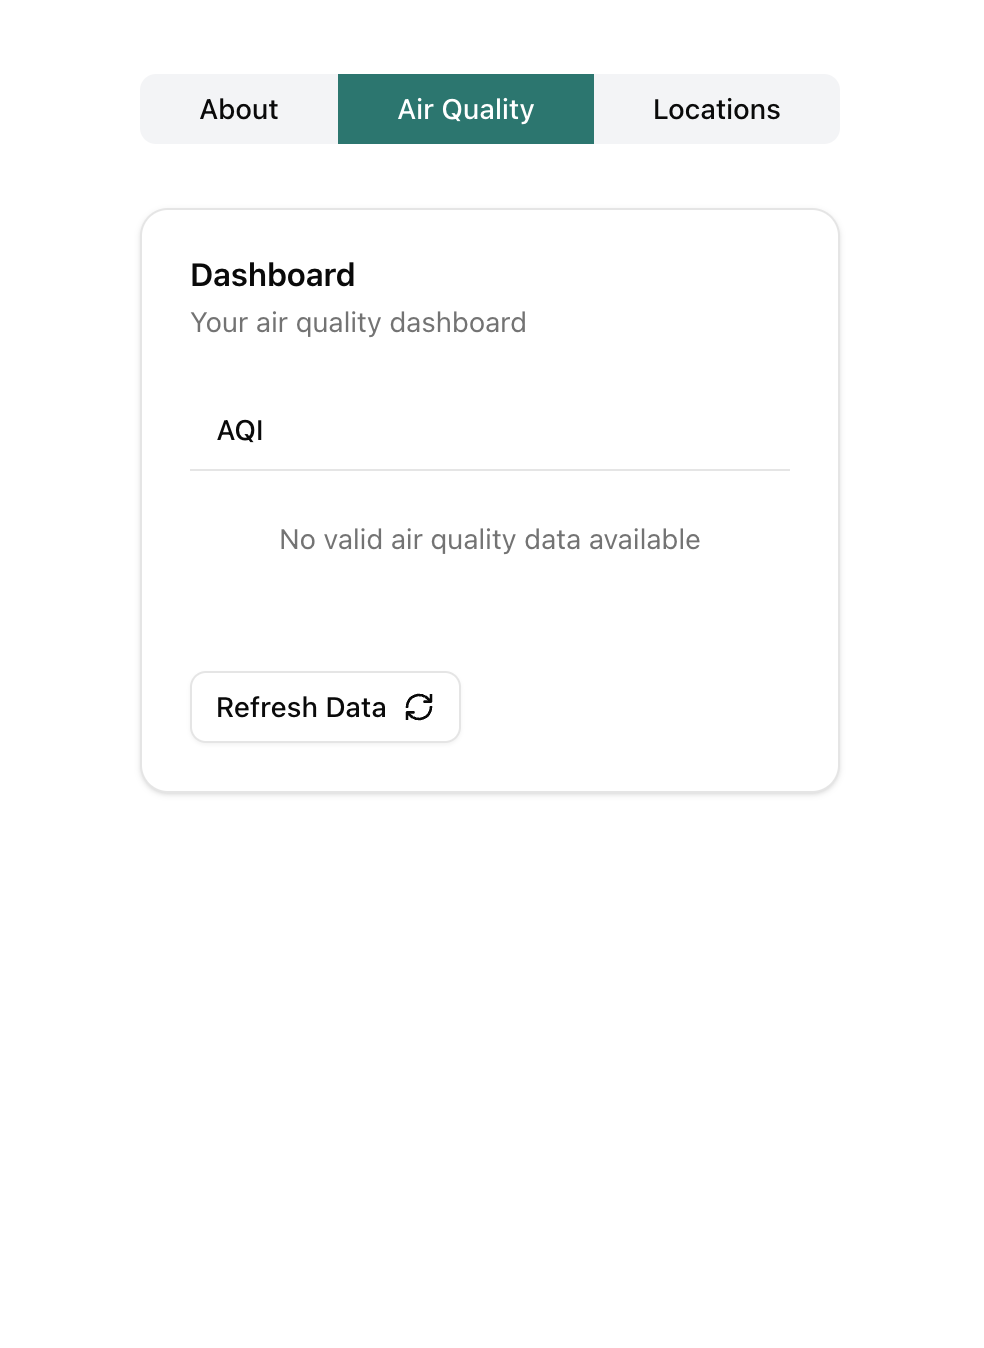 About
Air Quality
Locations
Dashboard
Your air quality dashboard
AQI
No valid air quality data available
Refresh Data